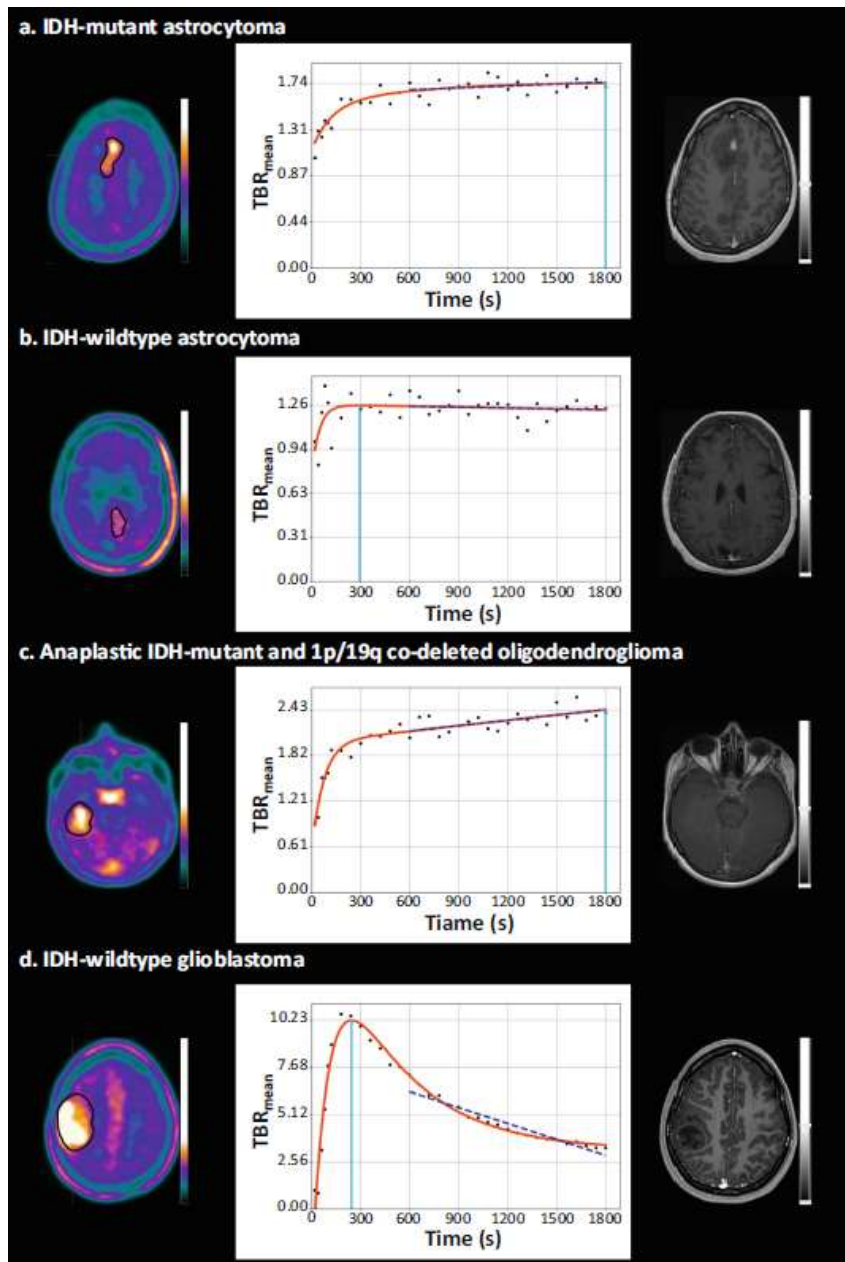 a. IDH-mutant astrocytoma
1.74
1.31
0.87
0.44
0.00
TBRmean
0 300 600 900 1200 1500 1800
Time (s)
b. IDH-wildtype astrocytoma
1.26
0.94
0.63
0.31
0.00
TBRmean
0 300 600 900 1200 1500 1800
Time (s)
c. Anaplastic IDH-mutant and 1p/19q co-deleted oligodendroglioma
2.43
1.82
1.21
0.61
0.00
TBRmean
0 300 600 900 1200 1500 1800
Tiame (s)
d. IDH-wildtype glioblastoma
10.23
7.68
5.12
2.56
0.00
TBRmean
0 300 600 900 1200 1500 1800
Time (s)